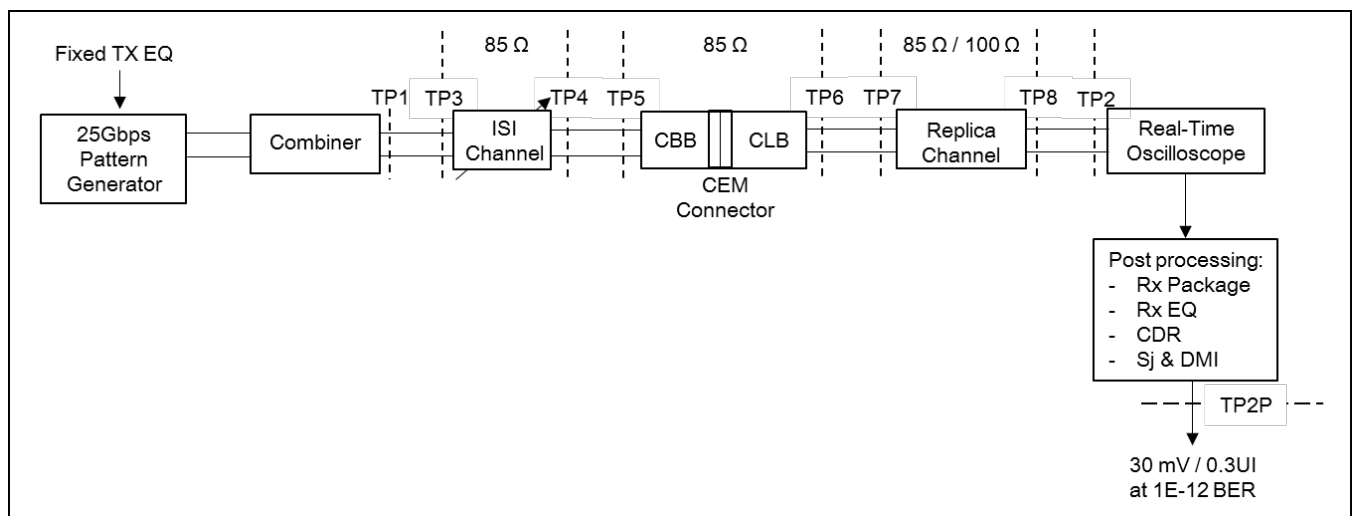 Fixed TX EQ
85 Ω
85 Ω
85 Ω / 100 Ω
TP1
TP3
TP4
TP5
TP6
TP7
TP8
TP2
25Gbps
Pattern
Generator
Combiner
ISI
Channel
CBB
CLB
CEM
Connector
Replica
Channel
Real-Time
Oscilloscope
Post processing:
- Rx Package
- Rx EQ
- CDR
- Sj & DMI
TP2P
30 mV / 0.3UI
at 1E-12 BER